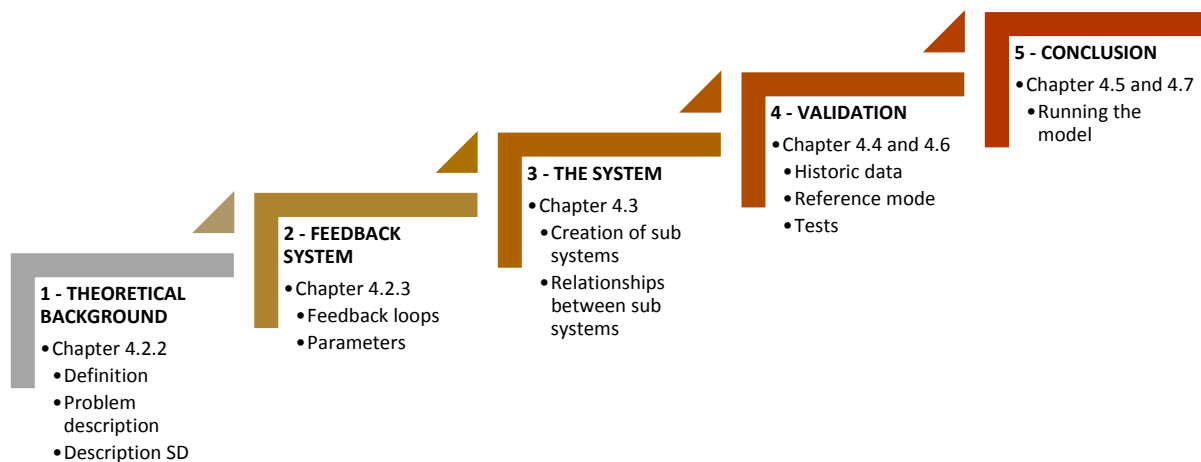 1 - THEORETICAL
BACKGROUND
•Chapter 4.2.2
•Definition
•Problem
description
•Description SD
2 - FEEDBACK
SYSTEM
•Chapter 4.2.3
•Feedback loops
•Parameters
3 - THE SYSTEM
•Chapter 4.3
•Creation of sub
systems
•Relationships
between sub
systems
4 - VALIDATION
•Chapter 4.4 and 4.6
•Historic data
•Reference mode
•Tests
5 - CONCLUSION
•Chapter 4.5 and 4.7
•Running the
model